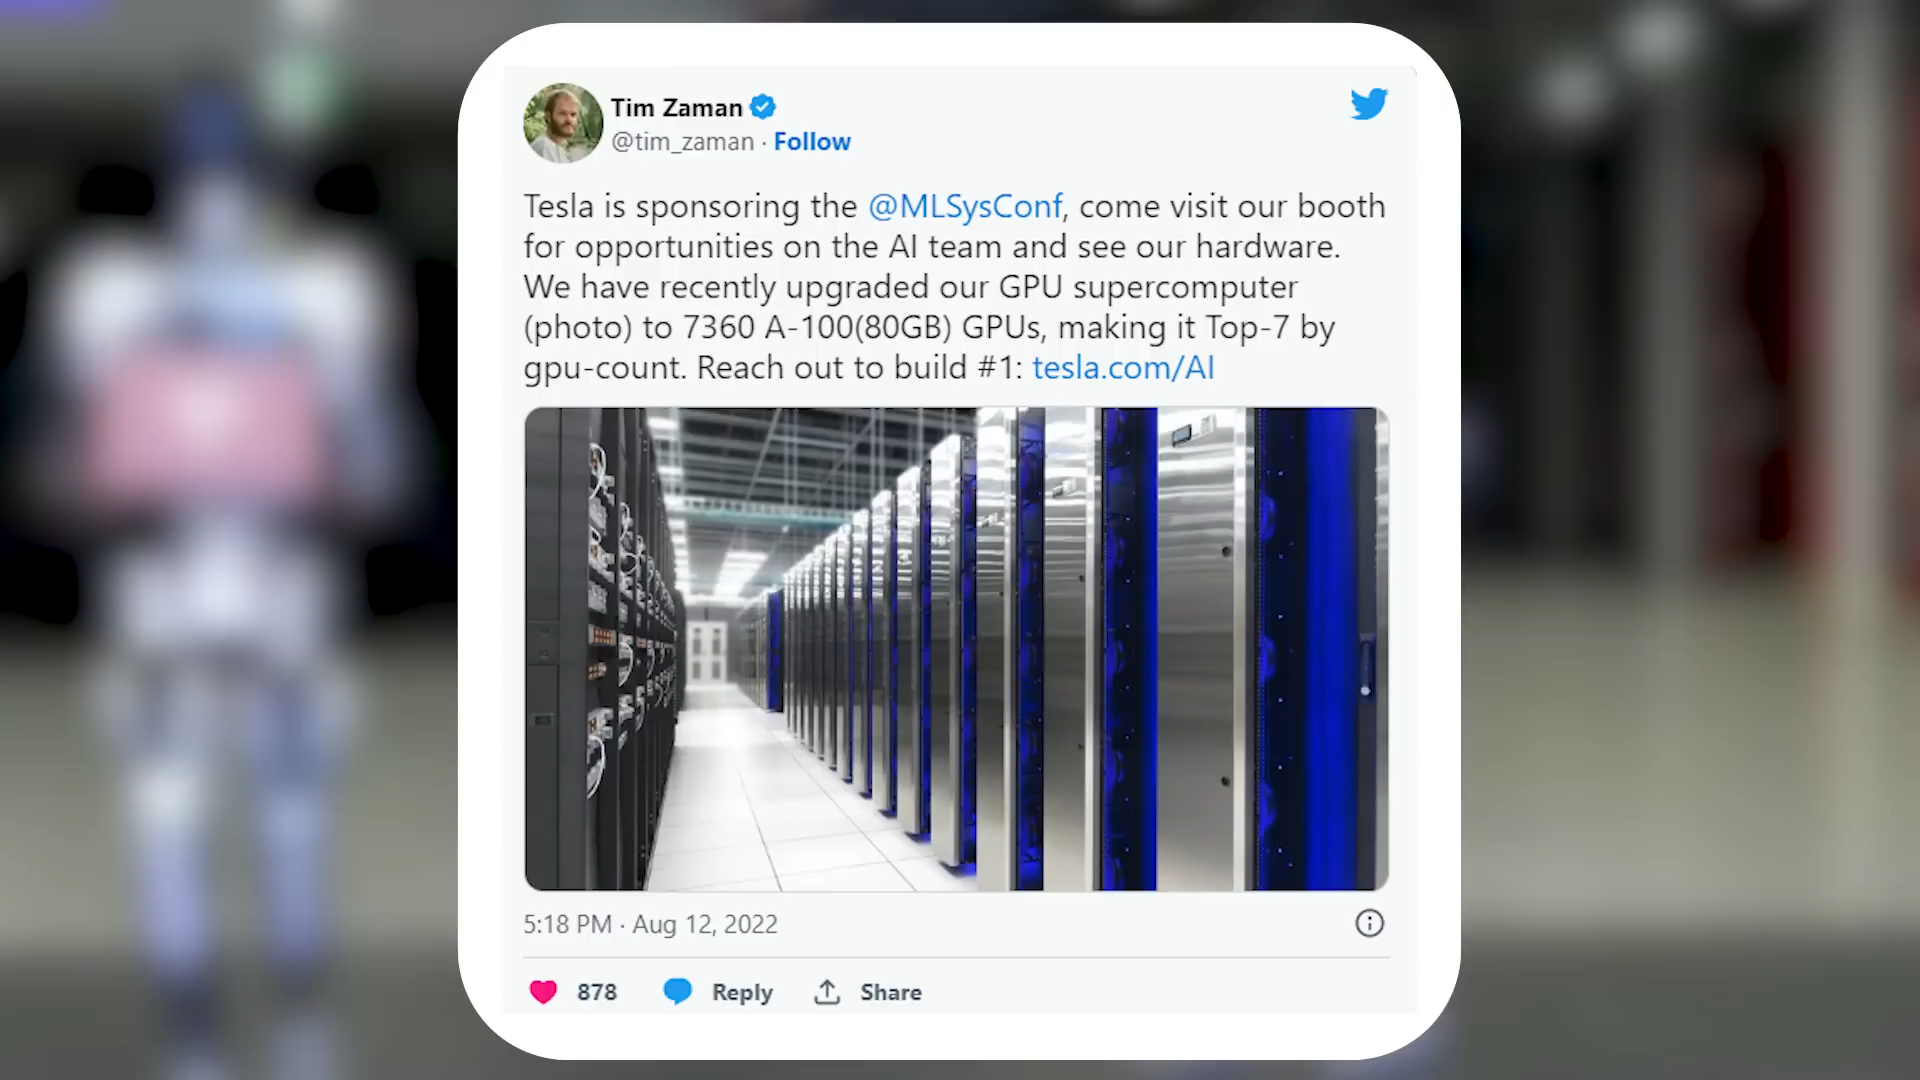 Tim Zaman
@tim_zaman · Follow
Tesla is sponsoring the @MLSysConf, come visit our booth
for opportunities on the AI team and see our hardware.
We have recently upgraded our GPU supercomputer
(photo) to 7360 A-100(80GB) GPUs, making it Top-7 by
gpu-count. Reach out to build #1: tesla.com/AI
5:18 PM · Aug 12, 2022
878 Reply Share